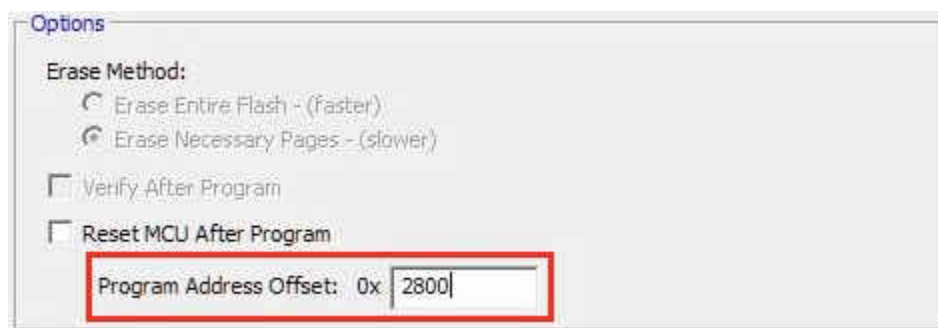 Options
Erase Method:
Erase Entire Flash - (faster)
Erase Necessary Pages - (slower)
Verify After Program
Reset MCU After Program
Program Address Offset: 0x 2800